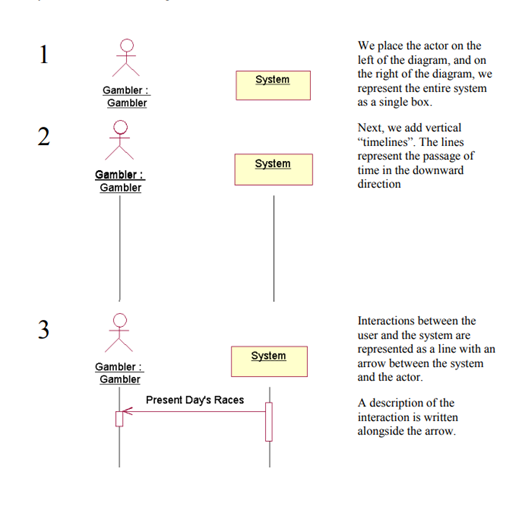 1
Gambler :
Gambler
System
We place the actor on the
left of the diagram, and on
the right of the diagram, we
represent the entire system
as a single box.
2
Gambler :
Gambler
System
Next, we add vertical
“timelines”. The lines
represent the passage of
time in the downward
direction
3
Gambler :
Gambler
System
Present Day's Races
Interactions between the
user and the system are
represented as a line with an
arrow between the system
and the actor.
A description of the
interaction is written
alongside the arrow.